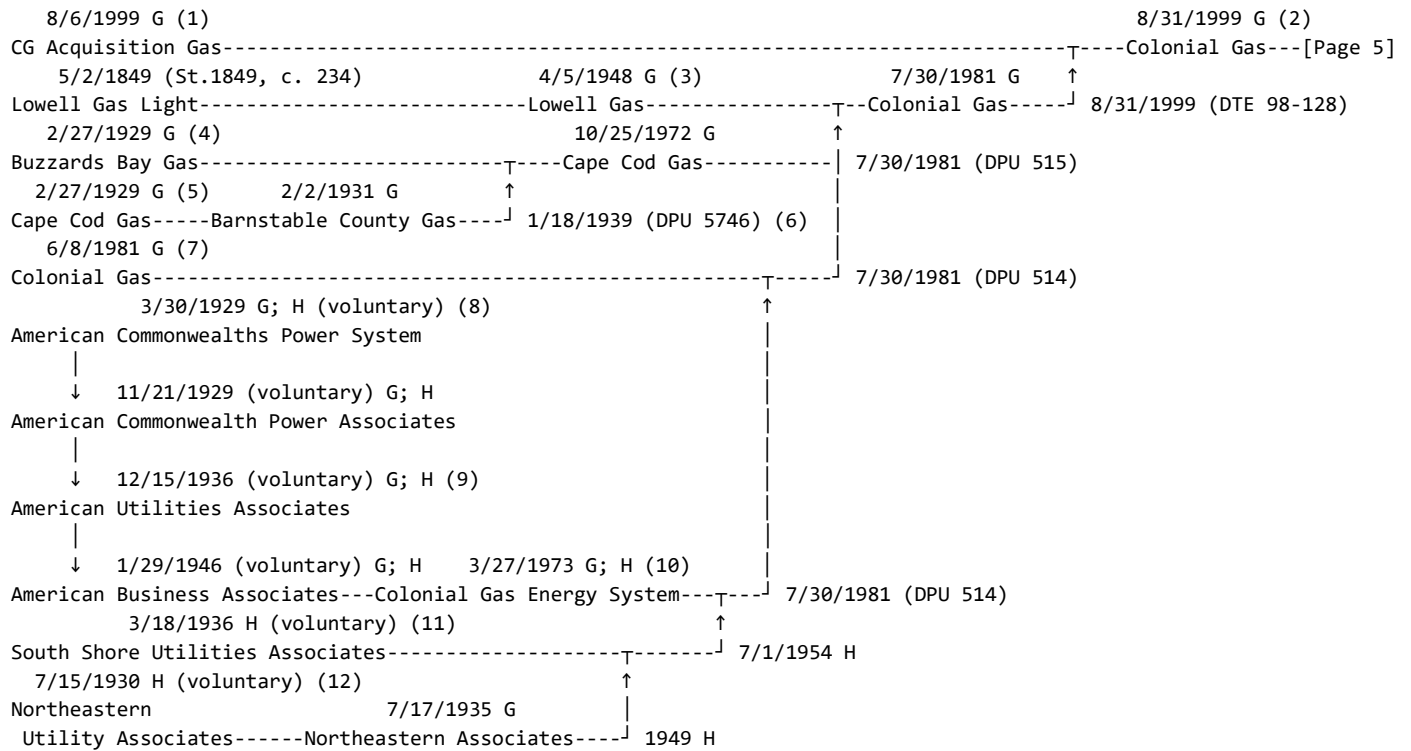 8/6/1999 G (1) 8/31/1999 G (2)
CG Acquisition Gas------------------------------------------------------------------------┬----Colonial Gas---[Page 5]
5/2/1849 (St.1849, c. 234) 4/5/1948 G (3) 7/30/1981 G ↑
Lowell Gas Light----------------------------Lowell Gas----------------┬--Colonial Gas-----┘ 8/31/1999 (DTE 98-128)
2/27/1929 G (4) 10/25/1972 G ↑
Buzzards Bay Gas--------------------------┬----Cape Cod Gas-----------│ 7/30/1981 (DPU 515)
2/27/1929 G (5) 2/2/1931 G ↑ │
Cape Cod Gas-----Barnstable County Gas----┘ 1/18/1939 (DPU 5746) (6) │
6/8/1981 G (7) │
Colonial Gas----------------------------------------------------┬-----┘ 7/30/1981 (DPU 514)
3/30/1929 G; H (voluntary) (8) ↑
American Commonwealths Power System │
│ │
↓ 11/21/1929 (voluntary) G; H │
American Commonwealth Power Associates │
│ │
↓ 12/15/1936 (voluntary) G; H (9) │
American Utilities Associates │
│ │
↓ 1/29/1946 (voluntary) G; H 3/27/1973 G; H (10) │
American Business Associates---Colonial Gas Energy System---┬---┘ 7/30/1981 (DPU 514)
3/18/1936 H (voluntary) (11) ↑
South Shore Utilities Associates--------------------┬-------┘ 7/1/1954 H
7/15/1930 H (voluntary) (12) ↑
Northeastern 7/17/1935 G │
Utility Associates------Northeastern Associates----┘ 1949 H